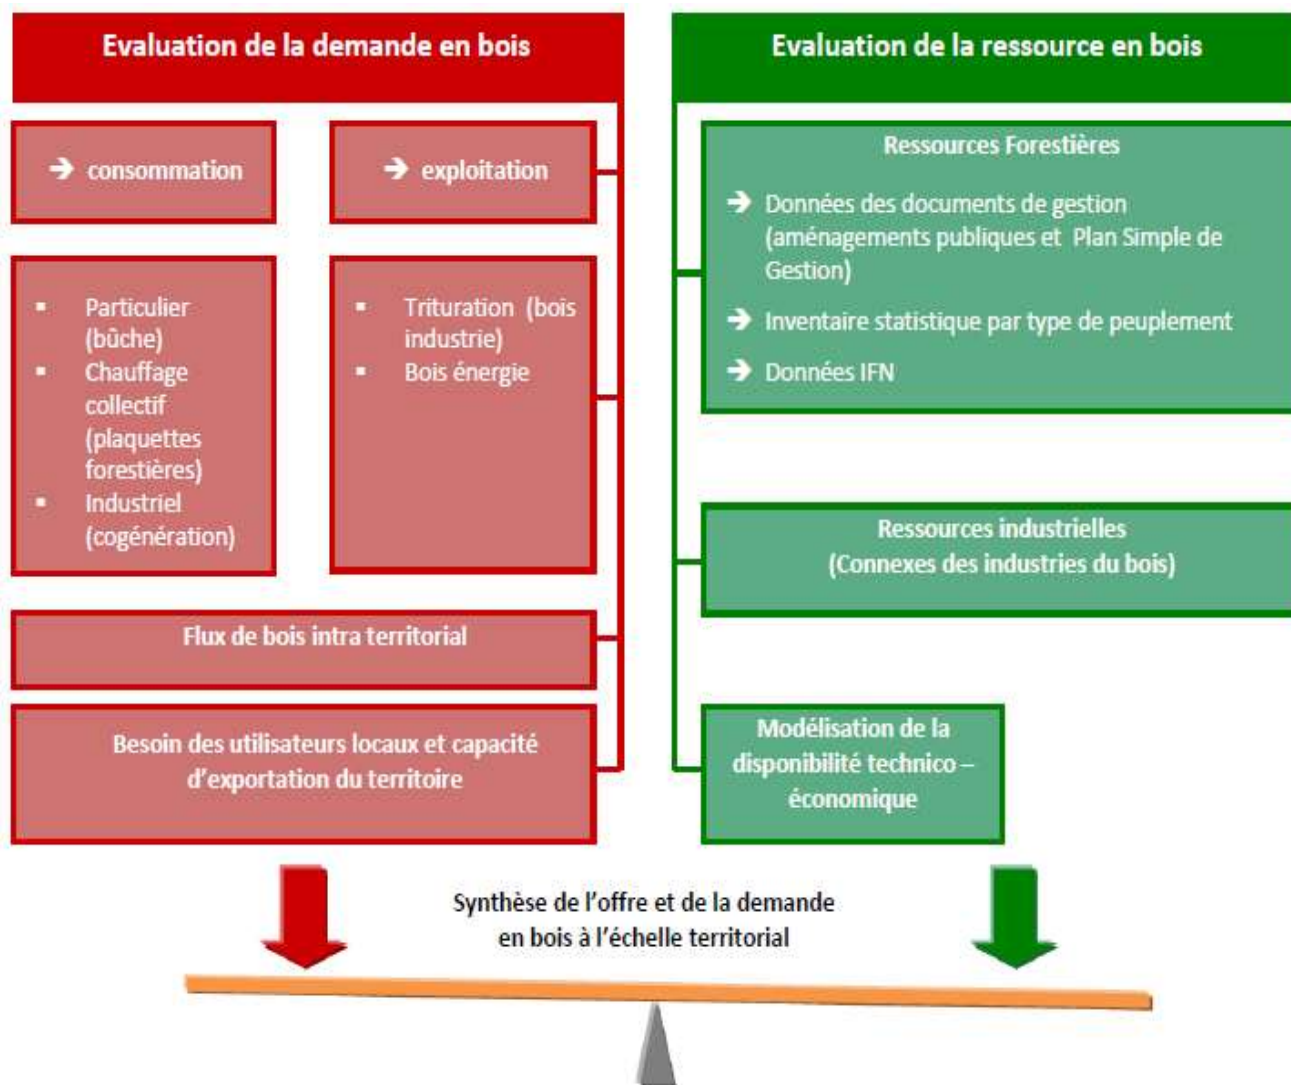 Evaluation de la demande en bois
➔ consommation
➔ exploitation
▪ Particulier
(bûche)
▪ Chauffage
collectif
(plaquettes
forestières)
▪ Industriel
(cogénération)
▪ Trituration (bois
industrie)
▪ Bois énergie
Flux de bois intra territorial
Besoin des utilisateurs locaux et capacité
d'exportation du territoire
Evaluation de la ressource en bois
Ressources Forestières
➔ Données des documents de gestion
(aménagements publiques et Plan Simple de
Gestion)
➔ Inventaire statistique par type de peuplement
➔ Données IFN
Ressources industrielles
(Connexes des industries du bois)
Modélisation de la
disponibilité technico –
économique
Synthèse de l'offre et de la demande
en bois à l'échelle territorial